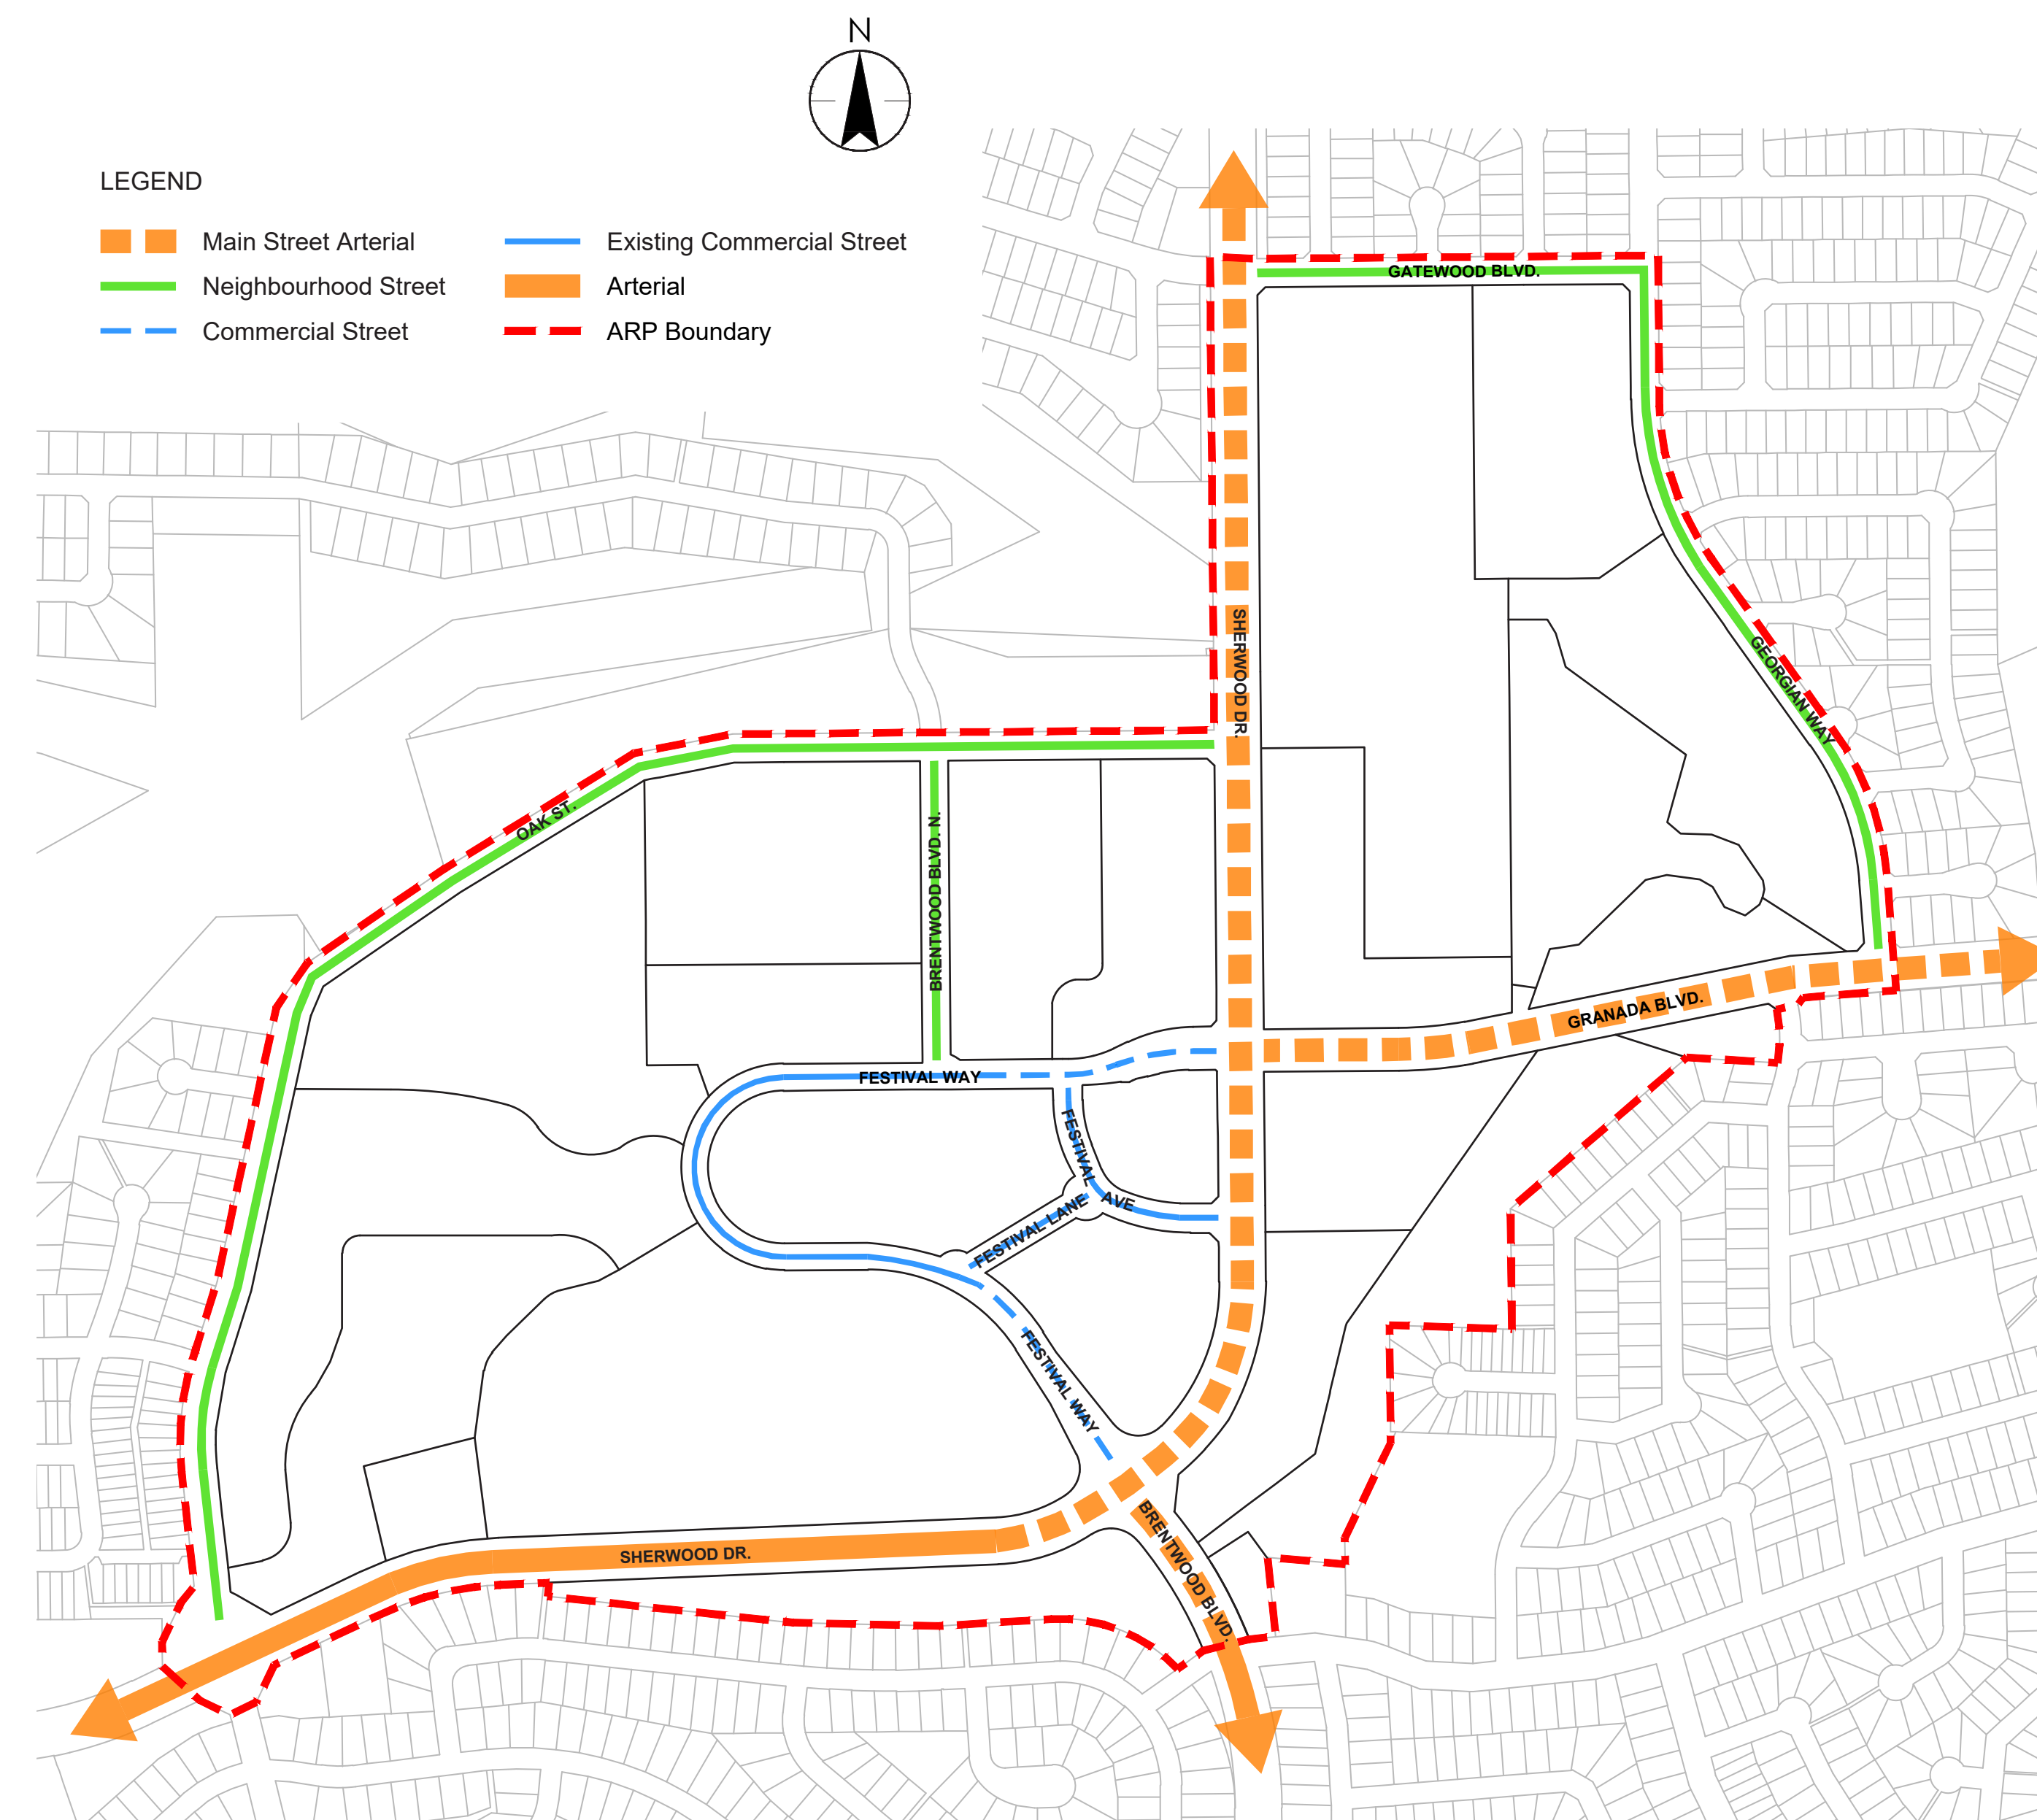 N
LEGEND
Main Street Arterial
Neighbourhood Street
Commercial Street
Existing Commercial Street
Arterial
ARP Boundary
GATEWOOD BLVD.
SHERWOOD DR.
GEORGIAN WAY
OAK ST.
BRENTWOOD BLVD. N.
GRANADA BLVD.
FESTIVAL WAY
FESTIVAL AVE
FESTIVAL LANE
FESTIVAL WAY
SHERWOOD DR.
BRENTWOOD BLVD.